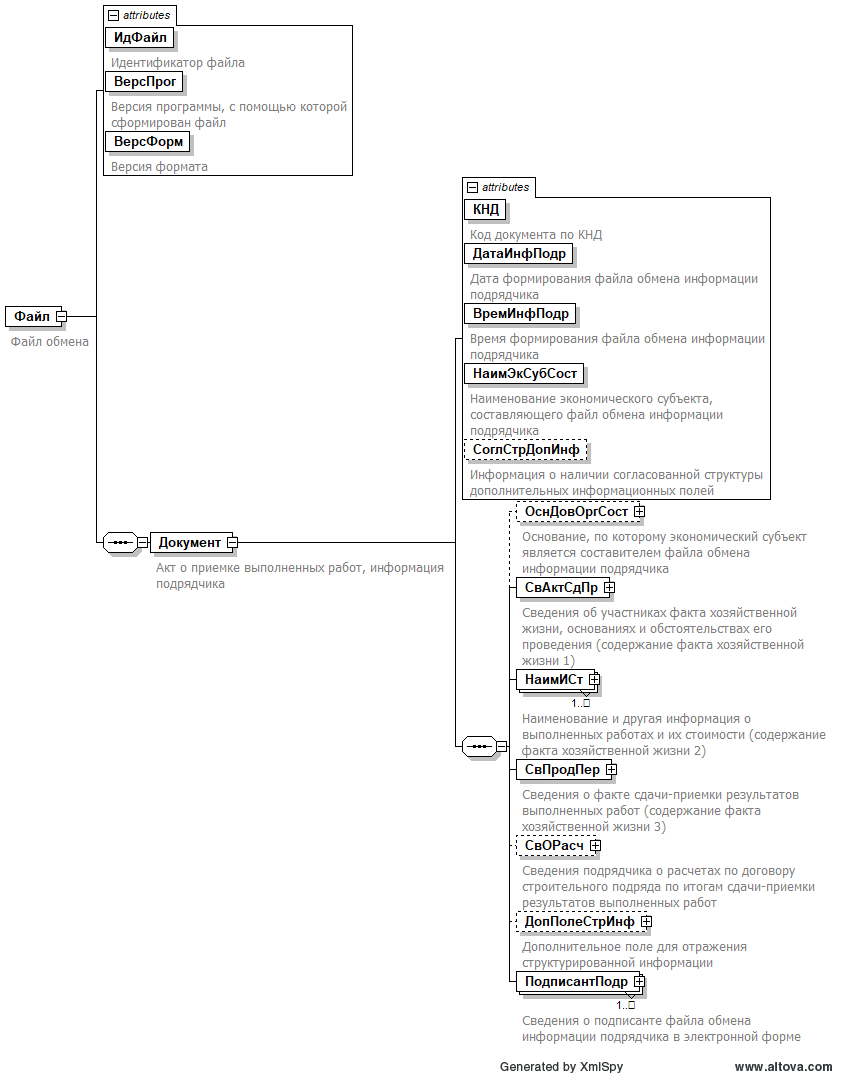 attributes
ИдФайл
Идентификатор файла
ВерсПрог
Версия программы, с помощью которой
сформирован файл
ВерсФорм
Версия формата
Файл
Файл обмена
Документ
Акт о приемке выполненных работ, информация
подрядчика
attributes
КНД
Код документа по КНД
ДатаИнфПодр
Дата формирования файла обмена информации
подрядчика
ВремИнфПодр
Время формирования файла обмена информации
подрядчика
НаимЭкСубСост
Наименование экономического субъекта,
составляющего файл обмена информации
подрядчика
СоглСтрДопИнф
Информация о наличии согласованной структуры
дополнительных информационных полей
ОснДовОргСост
Основание, по которому экономический субъект
является составителем файла обмена
информации подрядчика
СвАктСдПр
Сведения об участниках факта хозяйственной
жизни, основаниях и обстоятельствах его
проведения (содержание факта хозяйственной
жизни 1)
НаимИСт
1..□
Наименование и другая информация о
выполненных работах и их стоимости (содержание
факта хозяйственной жизни 2)
СвПродПер
Сведения о факте сдачи-приемки результатов
выполненных работ (содержание факта
хозяйственной жизни 3)
СвОРасч
Сведения подрядчика о расчетах по договору
строительного подряда по итогам сдачи-приемки
результатов выполненных работ
ДопПолеСтрИнф
Дополнительное поле для отражения
структурированной информации
ПодписантПодр
1..□
Сведения о подписанте файла обмена
информации подрядчика в электронной форме
Generated by XmlSpy www.altova.com